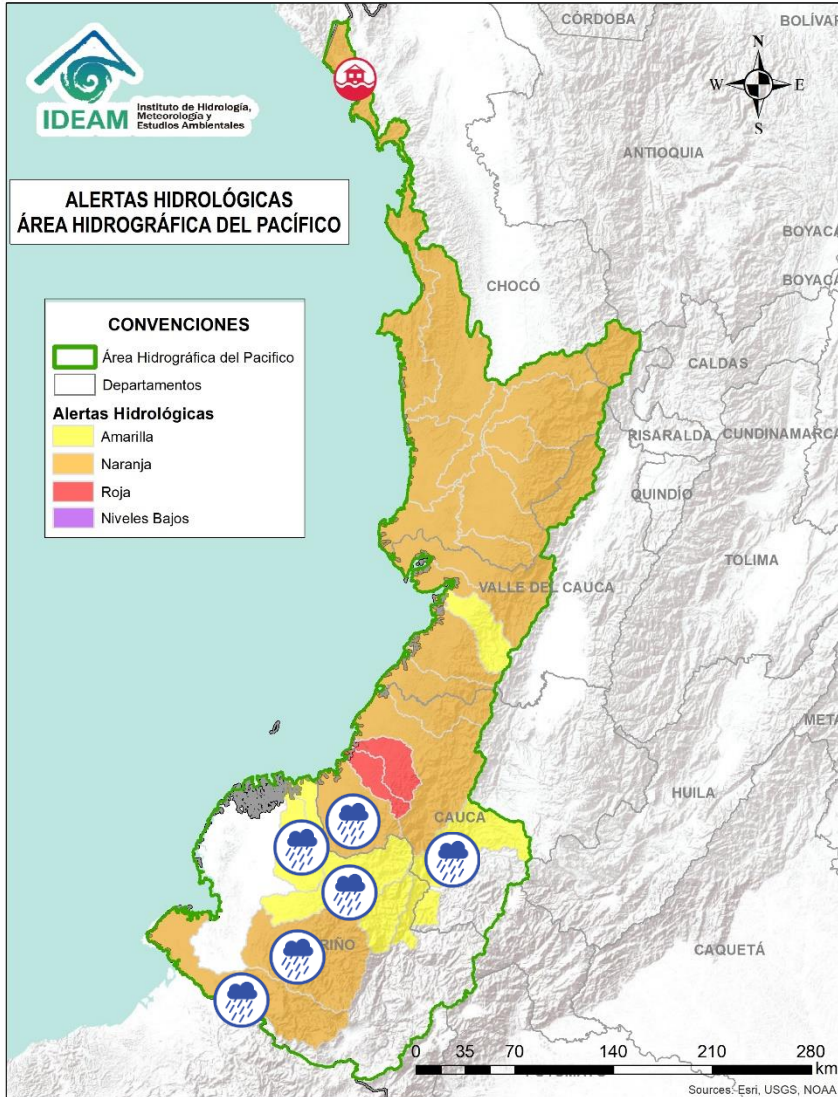 CÓRDOBA
BOLÍVAR
IDEAM
Instituto de Hidrología,
Meteorología y
Estudios Ambientales
N
W E
S
ANTIOQUIA
ALERTAS HIDROLÓGICAS
ÁREA HIDROGRÁFICA DEL PACÍFICO
BOYACÁ
BOYACÁ
CHOCÓ
CONVENCIONES
Área Hidrográfica del Pacifico
Departamentos
Alertas Hidrológicas
Amarilla
Naranja
Roja
Niveles Bajos
CALDAS
RISARALDA
CUNDINAMARCA
QUINDÍO
TOLIMA
VALLE DEL CAUCA
META
HUILA
CAUCA
RIÑO
CAQUETÁ
0 35 70 140 210 280
km
Sources: Esri, USGS, NOAA